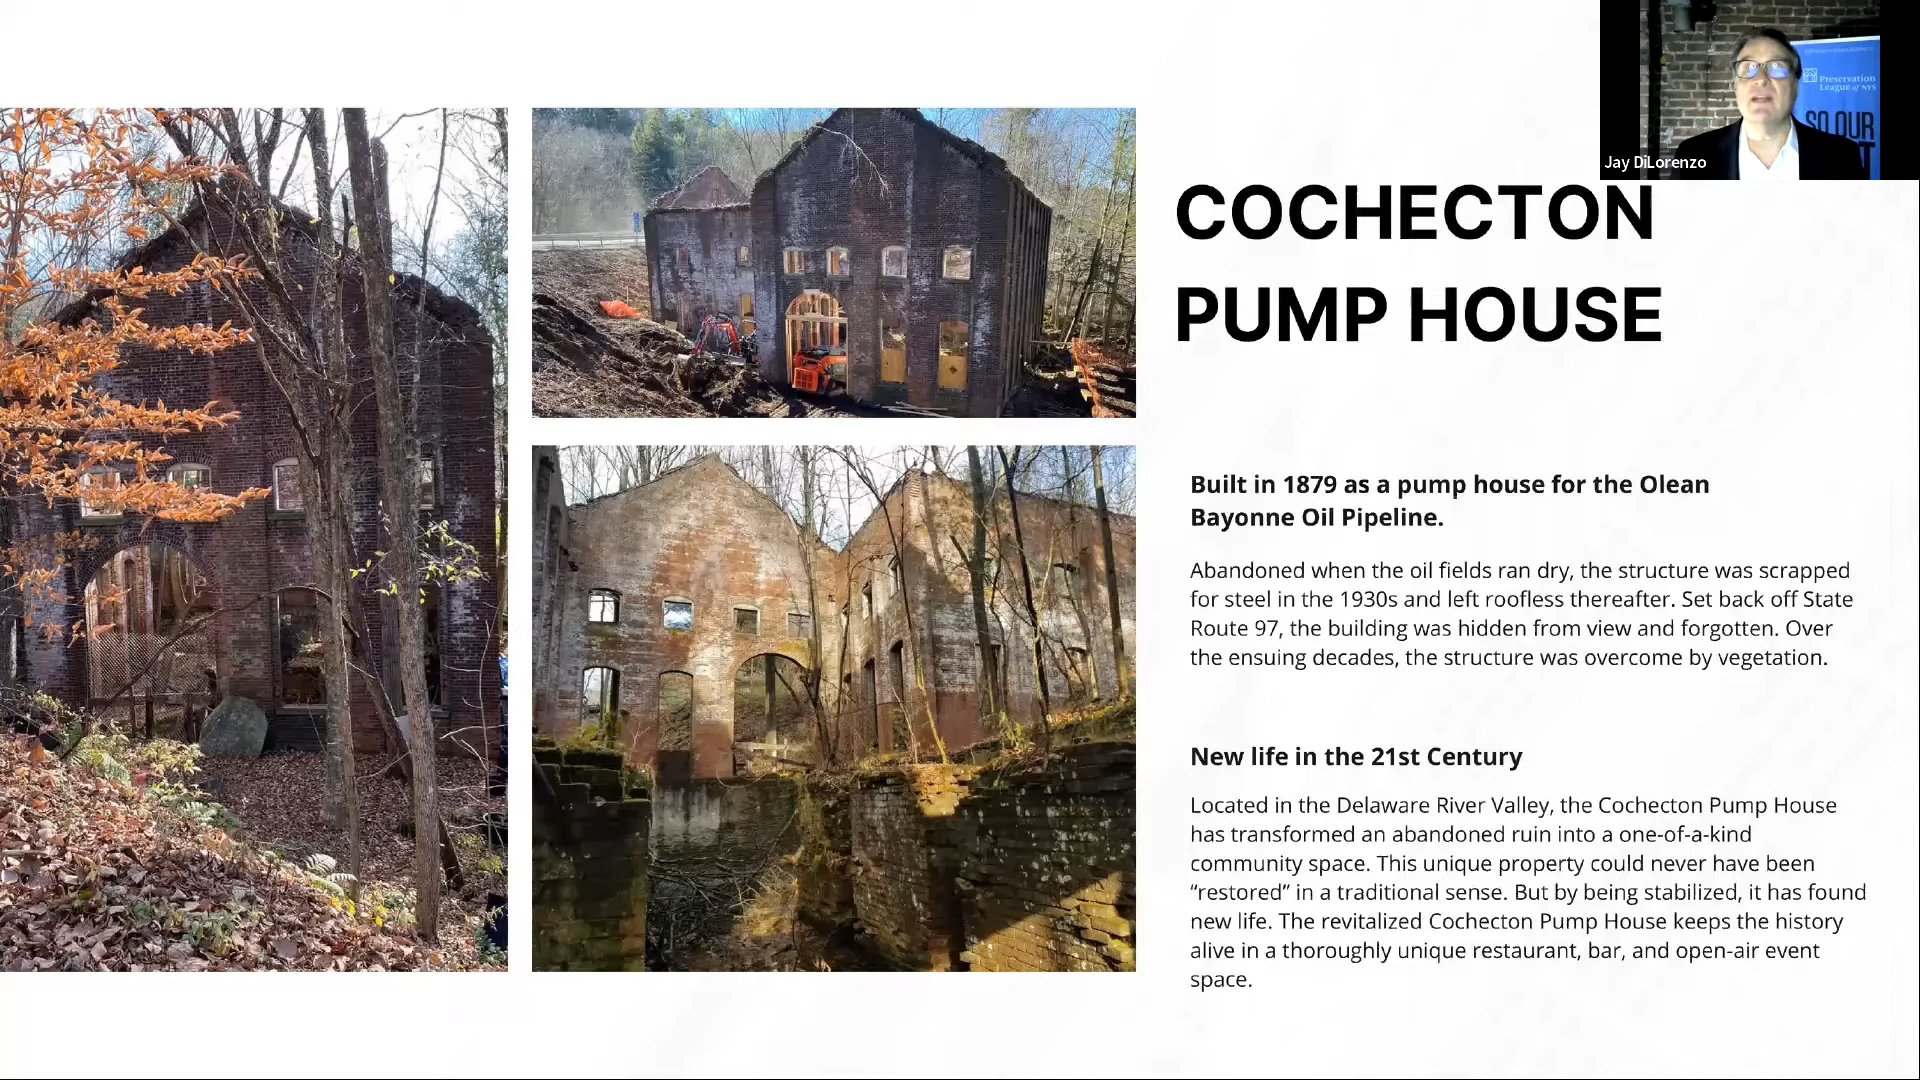 Preservation
League of NYS
SO OUR
Jay DiLorenzo
COCHECTON
PUMP HOUSE
Built in 1879 as a pump house for the Olean
Bayonne Oil Pipeline.
Abandoned when the oil fields ran dry, the structure was scrapped
for steel in the 1930s and left roofless thereafter. Set back off State
Route 97, the building was hidden from view and forgotten. Over
the ensuing decades, the structure was overcome by vegetation.
New life in the 21st Century
Located in the Delaware River Valley, the Cochecton Pump House
has transformed an abandoned ruin into a one-of-a-kind
community space. This unique property could never have been
“restored” in a traditional sense. But by being stabilized, it has found
new life. The revitalized Cochecton Pump House keeps the history
alive in a thoroughly unique restaurant, bar, and open-air event
space.